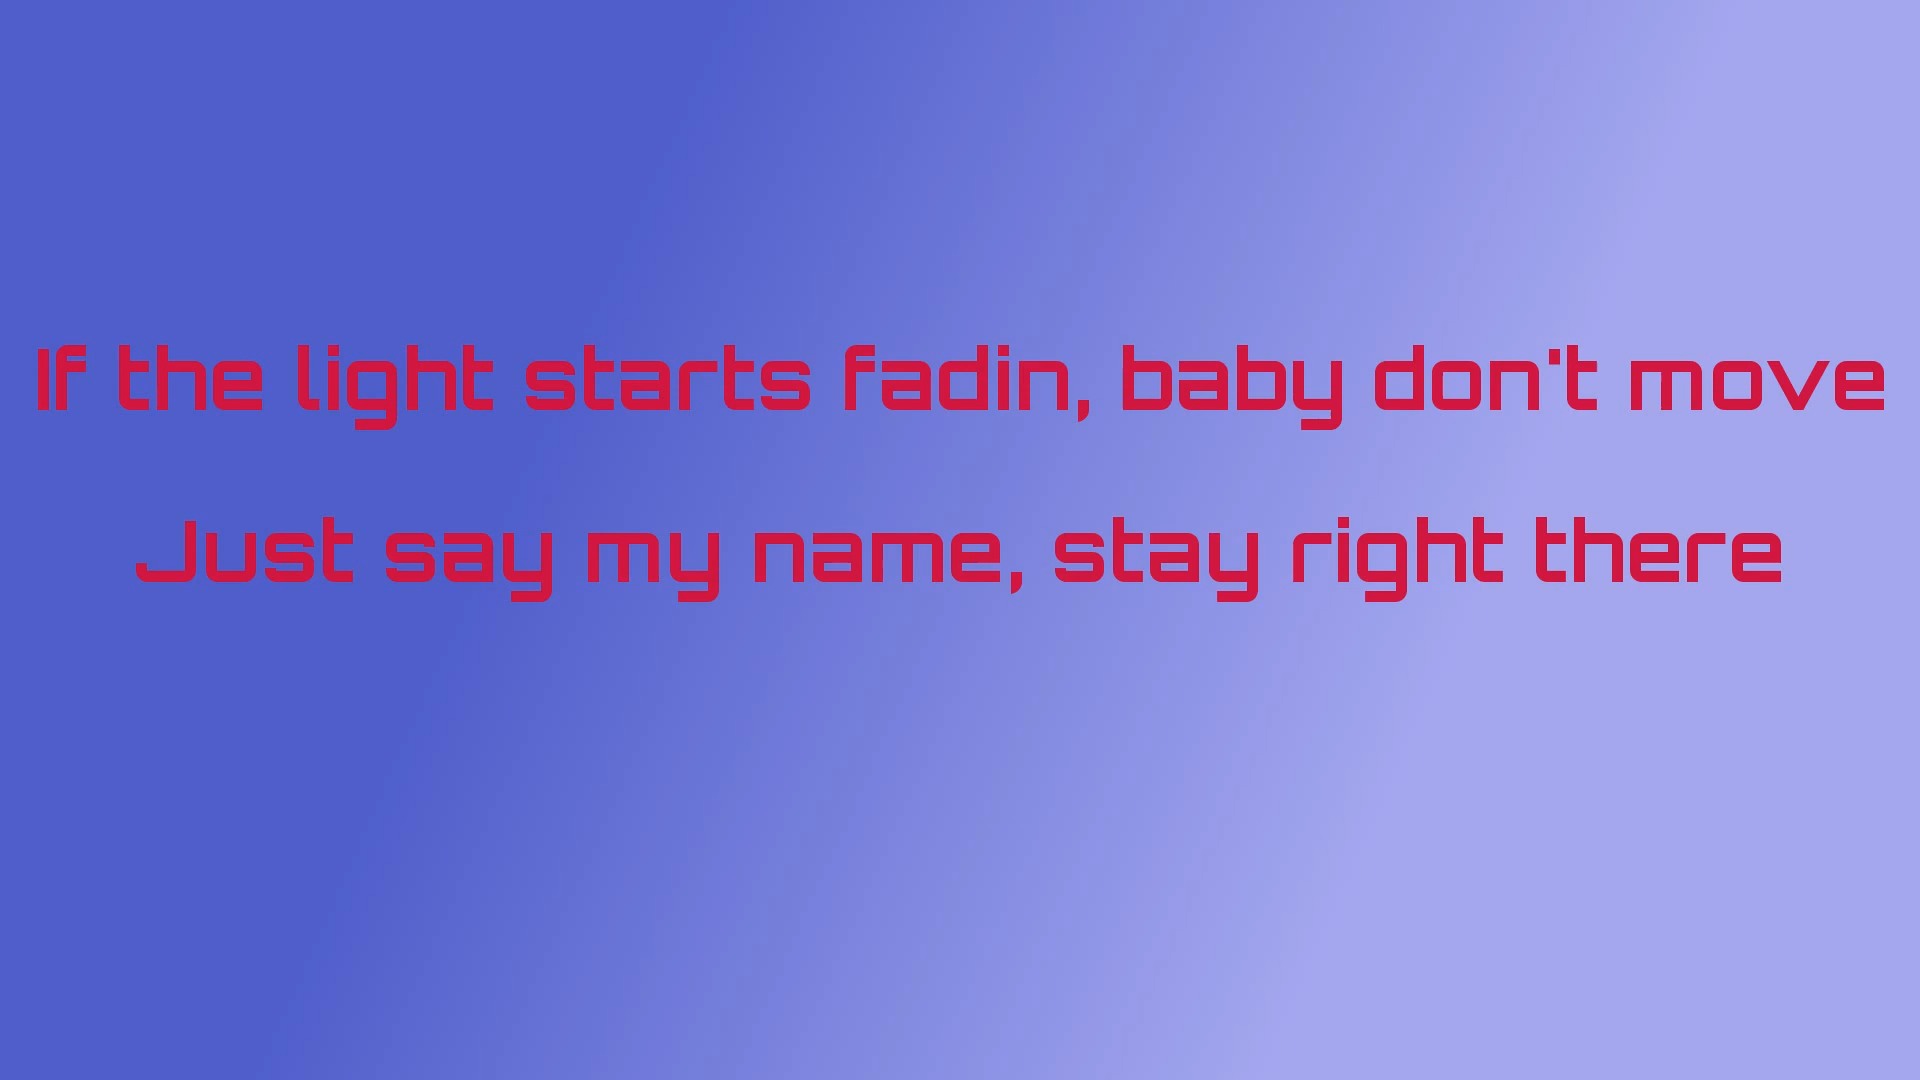 If the light starts fadin, baby don't move
Just say my name, stay right there